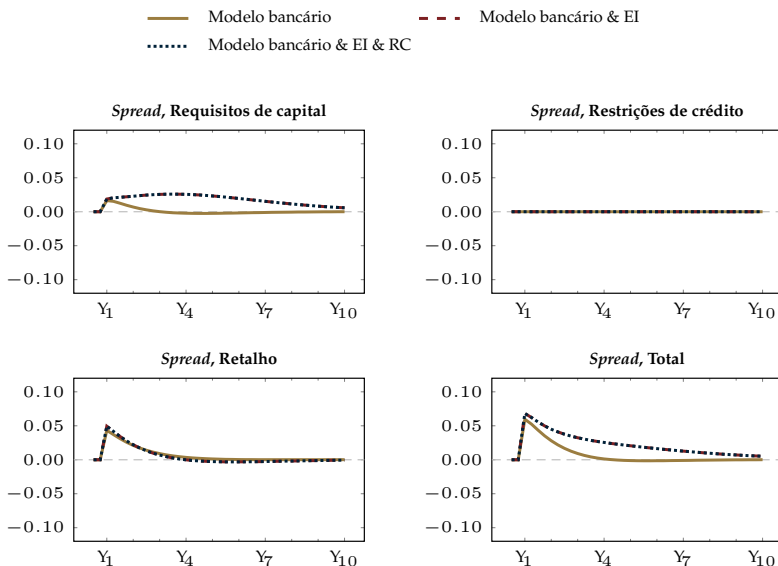 Modelo bancário
Modelo bancário & EI
Modelo bancário & EI & RC
Spread, Requisitos de capital
0.10
0.05
0.00
−0.05
−0.10
Y1 Y4 Y7 Y10
Spread, Restrições de crédito
0.10
0.05
0.00
−0.05
−0.10
Y1 Y4 Y7 Y10
Spread, Retalho
0.10
0.05
0.00
−0.05
−0.10
Y1 Y4 Y7 Y10
Spread, Total
0.10
0.05
0.00
−0.05
−0.10
Y1 Y4 Y7 Y10